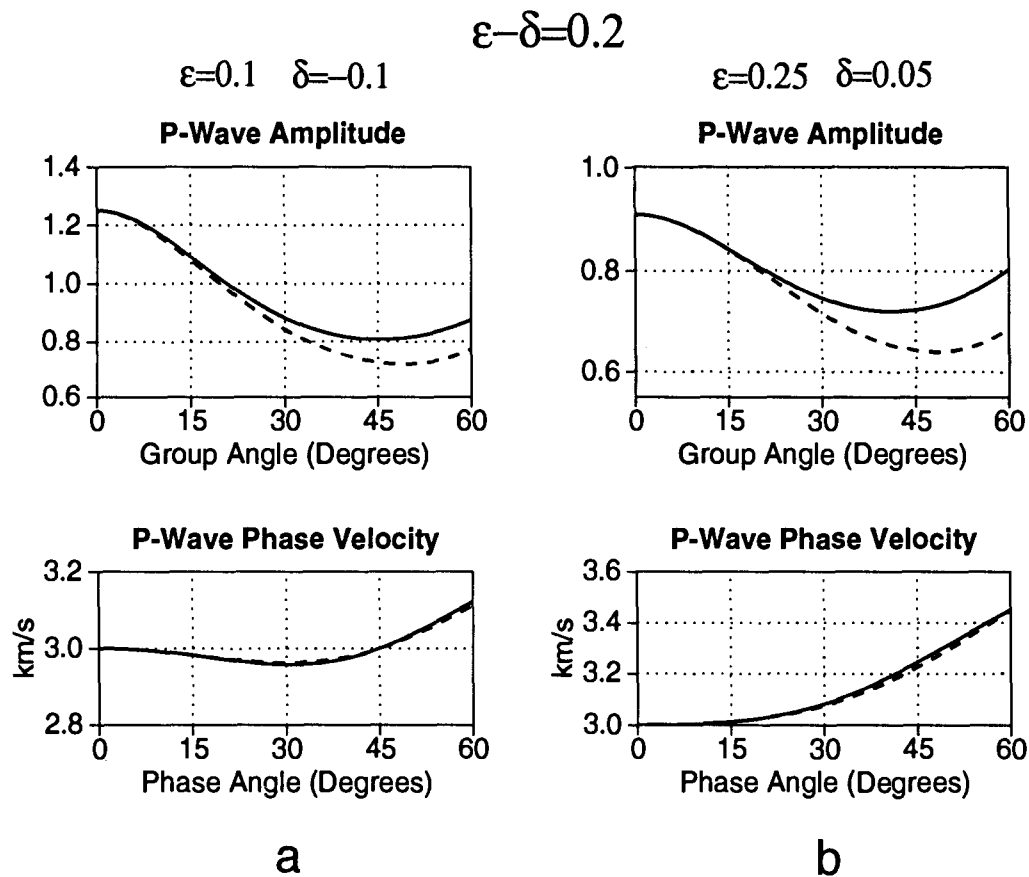 ε−δ=0.2
ε=0.1 δ=−0.1
P-Wave Amplitude
1.4
1.2
1.0
0.8
0.6
0 15 30 45 60
Group Angle (Degrees)
P-Wave Phase Velocity
km/s
3.2
3.0
2.8
0 15 30 45 60
Phase Angle (Degrees)
a
ε=0.25 δ=0.05
P-Wave Amplitude
1.0
0.8
0.6
0 15 30 45 60
Group Angle (Degrees)
P-Wave Phase Velocity
km/s
3.6
3.4
3.2
3.0
0 15 30 45 60
Phase Angle (Degrees)
b